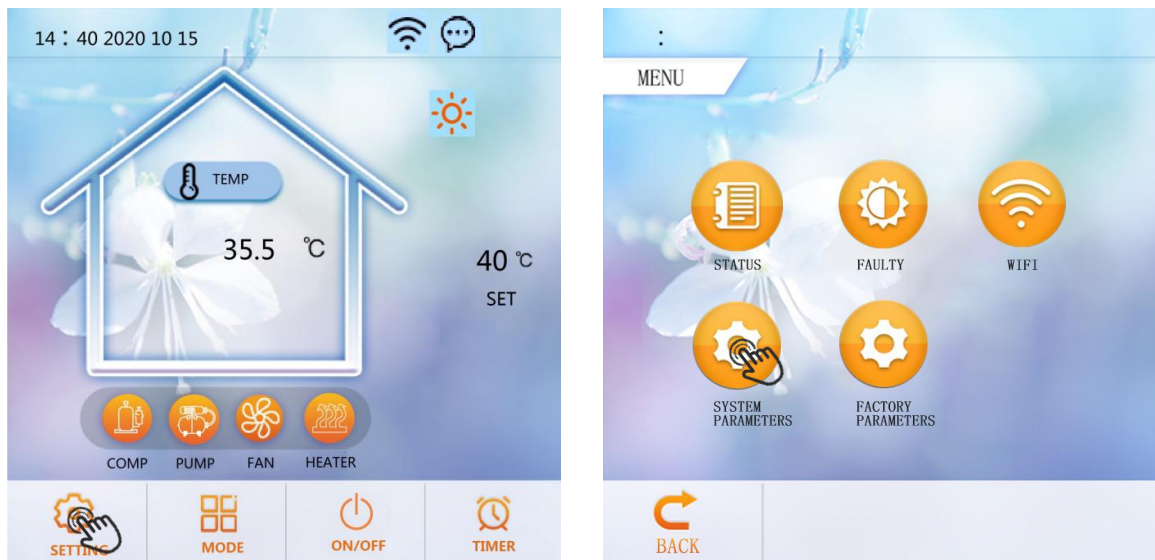 14：40 2020 10 15
TEMP
35.5 ℃
40 ℃
SET
COMP PUMP FAN HEATER
SETTING MODE ON/OFF TIMER
:
MENU
STATUS FAULTY WIFI
SYSTEM PARAMETERS
FACTORY PARAMETERS
BACK